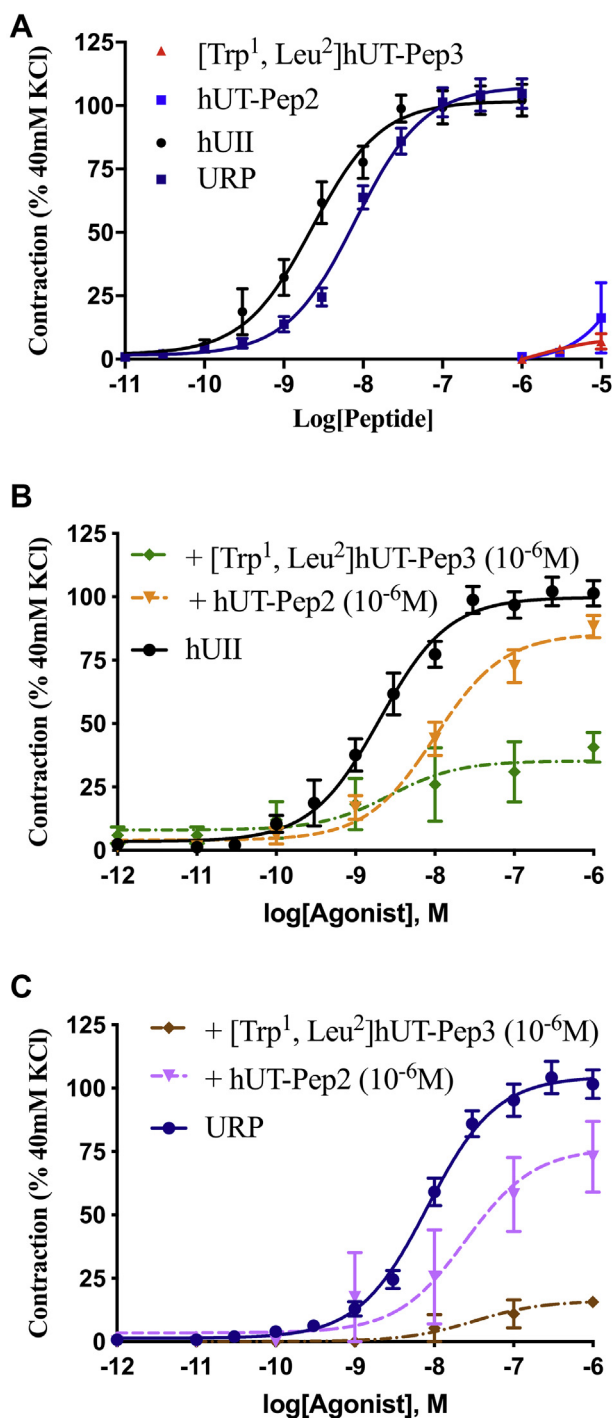 A
Contraction (% 40mM KCl)
125
100
75
50
25
0
[Trp¹, Leu²]hUT-Pep3
hUT-Pep2
hUII
URP
-11 -10 -9 -8 -7 -6 -5
Log[Peptide]
B
Contraction (% 40mM KCl)
125
100
75
50
25
0
+ [Trp¹, Leu²]hUT-Pep3 (10⁻⁶M)
+ hUT-Pep2 (10⁻⁶M)
hUII
-12 -11 -10 -9 -8 -7 -6
log[Agonist], M
C
Contraction (% 40mM KCl)
125
100
75
50
25
0
+ [Trp¹, Leu²]hUT-Pep3 (10⁻⁶M)
+ hUT-Pep2 (10⁻⁶M)
URP
-12 -11 -10 -9 -8 -7 -6
log[Agonist], M